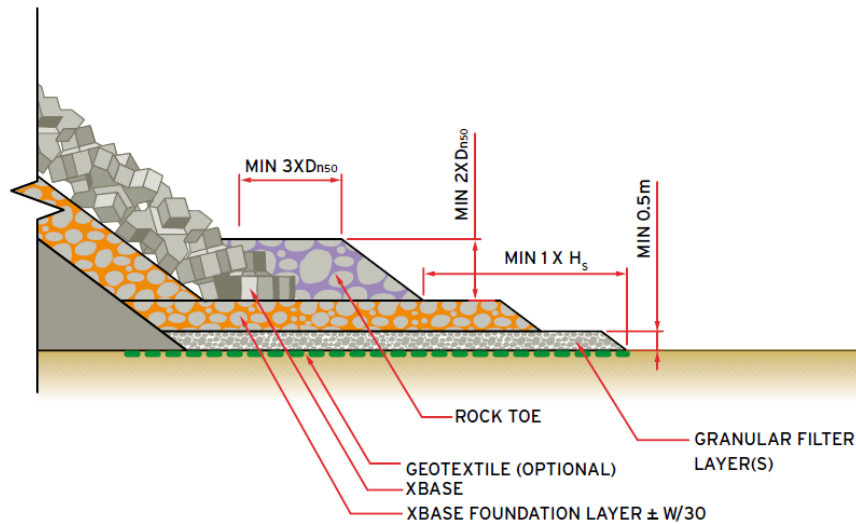 MIN 3XDn50
MIN 2XDn50
MIN 0.5m
MIN 1 X HS
ROCK TOE
GRANULAR FILTER
LAYER(S)
GEOTEXTILE (OPTIONAL)
XBASE
XBASE FOUNDATION LAYER ± W/30